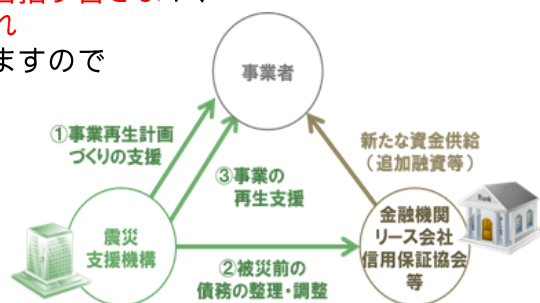 れ
ますので
事業者
①事業再生計画
づくりの支援
③事業の
再生支援
新たな資金供給
（追加融資等）
震災
支援機構
金融機関
リース会社
信用保証協会
等
②被災前の
債務の整理・調整
Bank